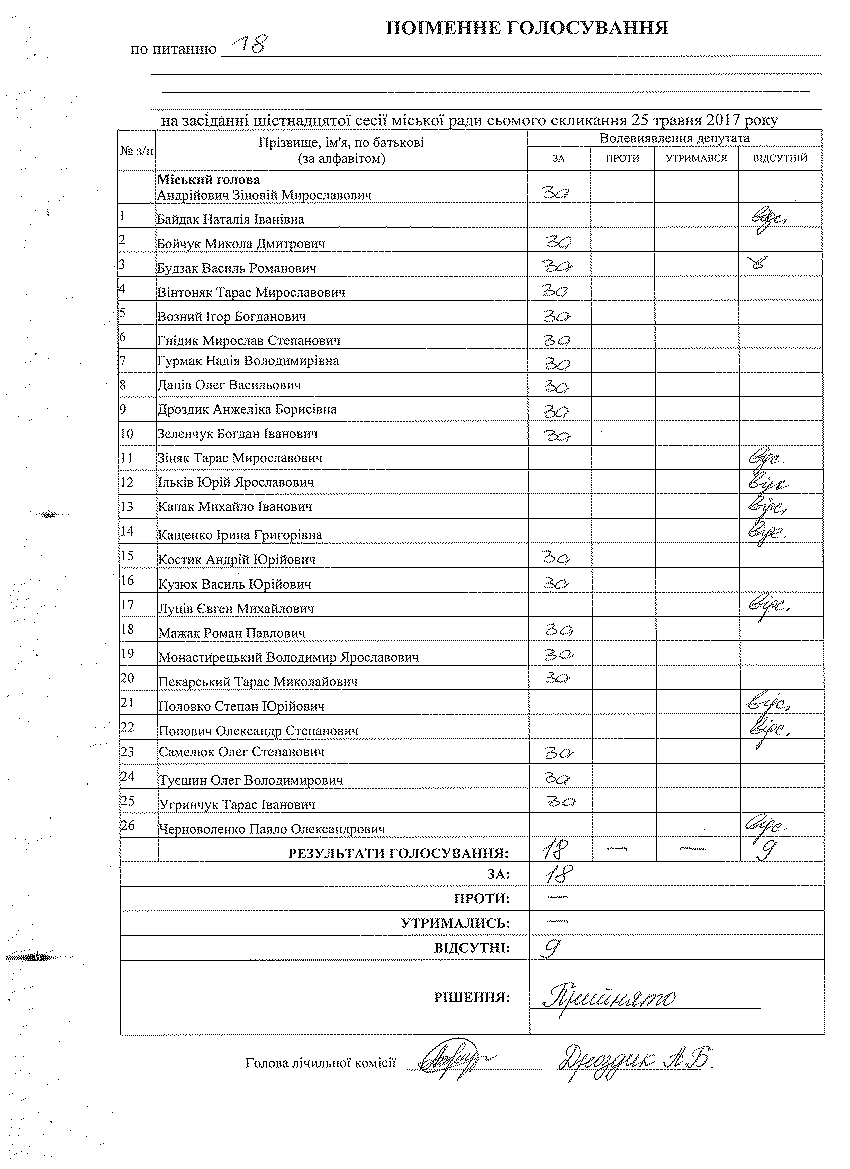 ПОІМЕННЕ ГОЛОСУВАННЯ
по питанню 18
на засіданні шістнадцятої сесії міської ради сьомого скликання 25 травня 2017 року
№ з/п Прізвище, ім'я, по батькові (за алфавітом) Волевиявлення депутата
ЗА ПРОТИ УТРИМАВСЯ ВІДСУТНІЙ
Міський голова
Андрійович Зіновій Мирославович За
1 Байдак Наталія Іванівна відс.
2 Бойчук Микола Дмитрович За
3 Будзак Василь Романович За
4 Вінтоняк Тарас Мирославович За
5 Возний Ігор Богданович За
6 Гнідик Мирослав Степанович За
7 Гурмак Надія Володимирівна За
8 Даців Олег Васильович За
9 Дроздик Анжеліка Борисівна За
10 Зеленчук Богдан Іванович За
11 Зіняк Тарас Мирославович відс.
12 Ільків Юрій Ярославович відс
13 Капак Михайло Іванович відс.
14 Кащенко Ірина Григорівна відс.
15 Костик Андрій Юрійович За
16 Кузюк Василь Юрійович За
17 Луців Євген Михайлович відс.
18 Мажак Роман Павлович За
19 Монастирецький Володимир Ярославович За
20 Пекарський Тарас Миколайович За
21 Половко Степан Юрійович відс.
22 Попович Олександр Степанович відс.
23 Самелюк Олег Степанович За
24 Туєшин Олег Володимирович За
25 Угринчук Тарас Іванович За
26 Черноволенко Павло Олександрович відс.
РЕЗУЛЬТАТИ ГОЛОСУВАННЯ: 18 — — 9
ЗА: 18
ПРОТИ: —
УТРИМАЛИСЬ: —
ВІДСУТНІ: 9
РІШЕННЯ: Прийнято
Голова лічильної комісії Дроздик А.Б.